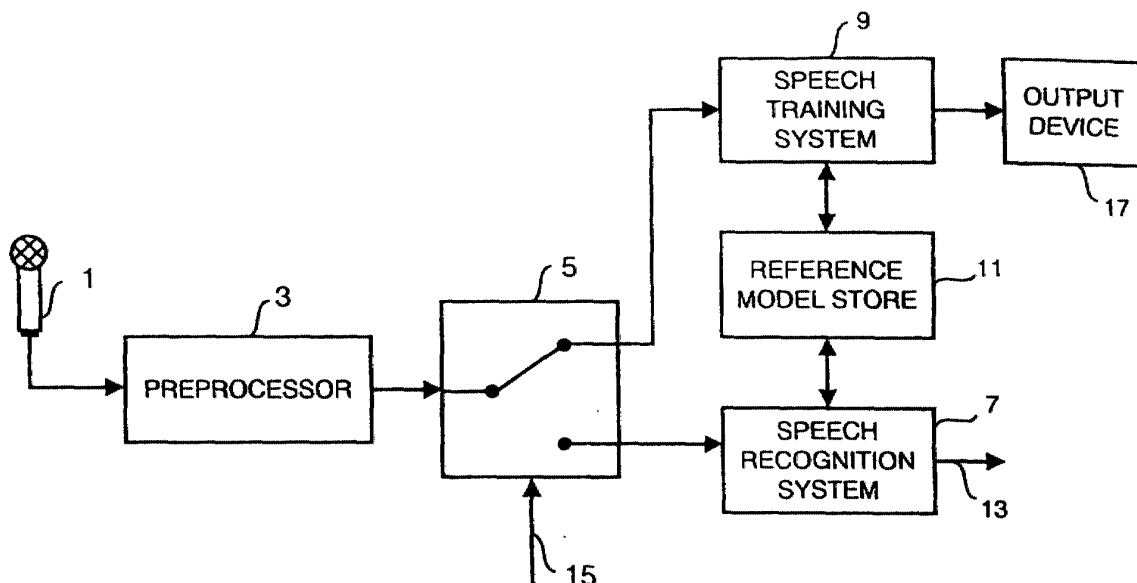 9
SPEECH
TRAINING
SYSTEM
OUTPUT
DEVICE
17
1
3
PREPROCESSOR
5
REFERENCE
MODEL STORE
11
7
SPEECH
RECOGNITION
SYSTEM
13
15